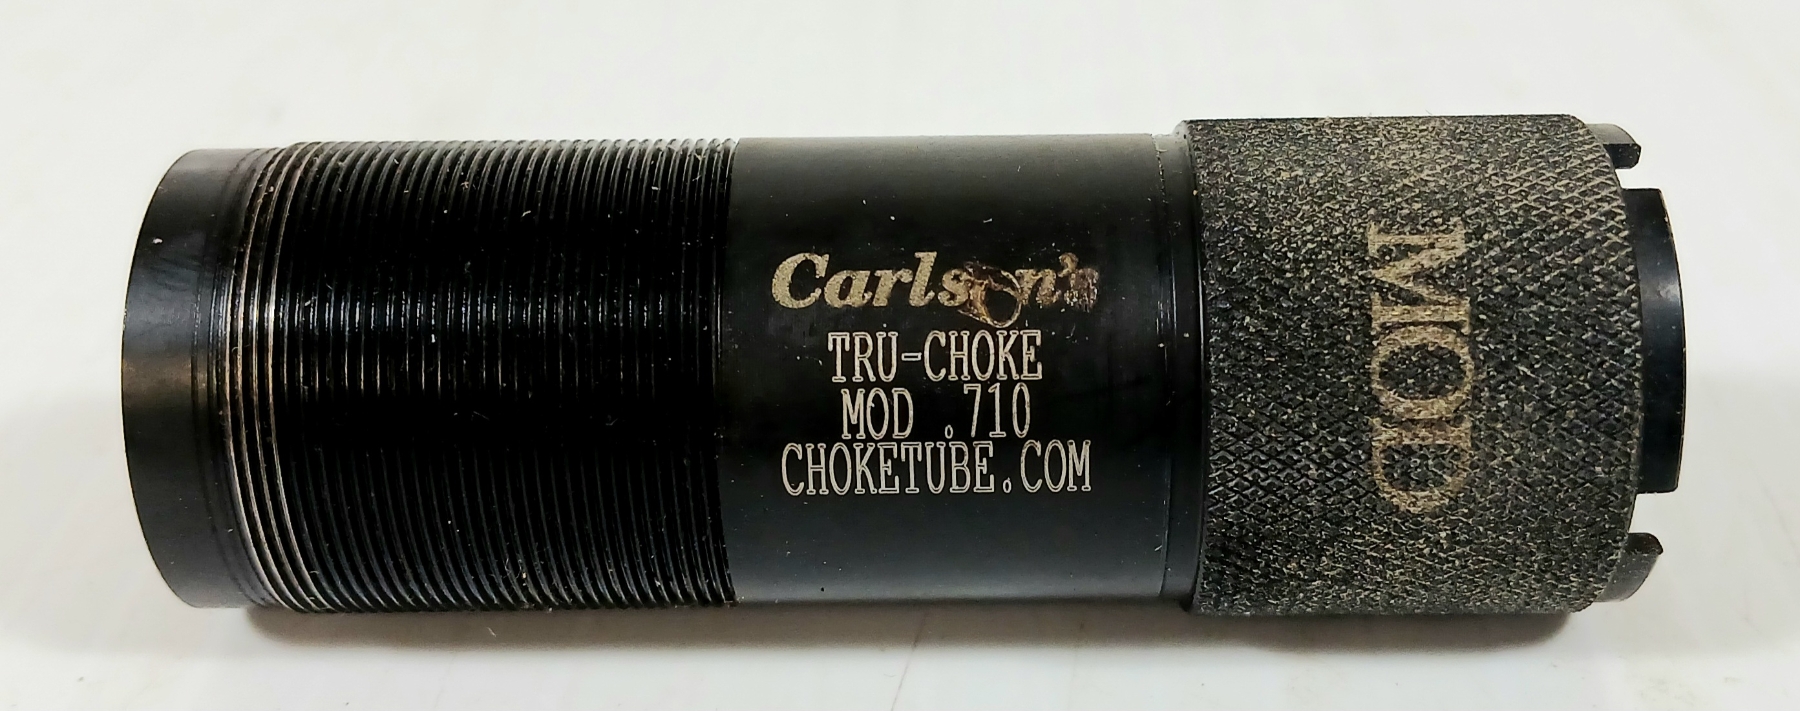 Carlson's
TRU-CHOKE
MOD .710
CHOKETUBE.COM
MOD